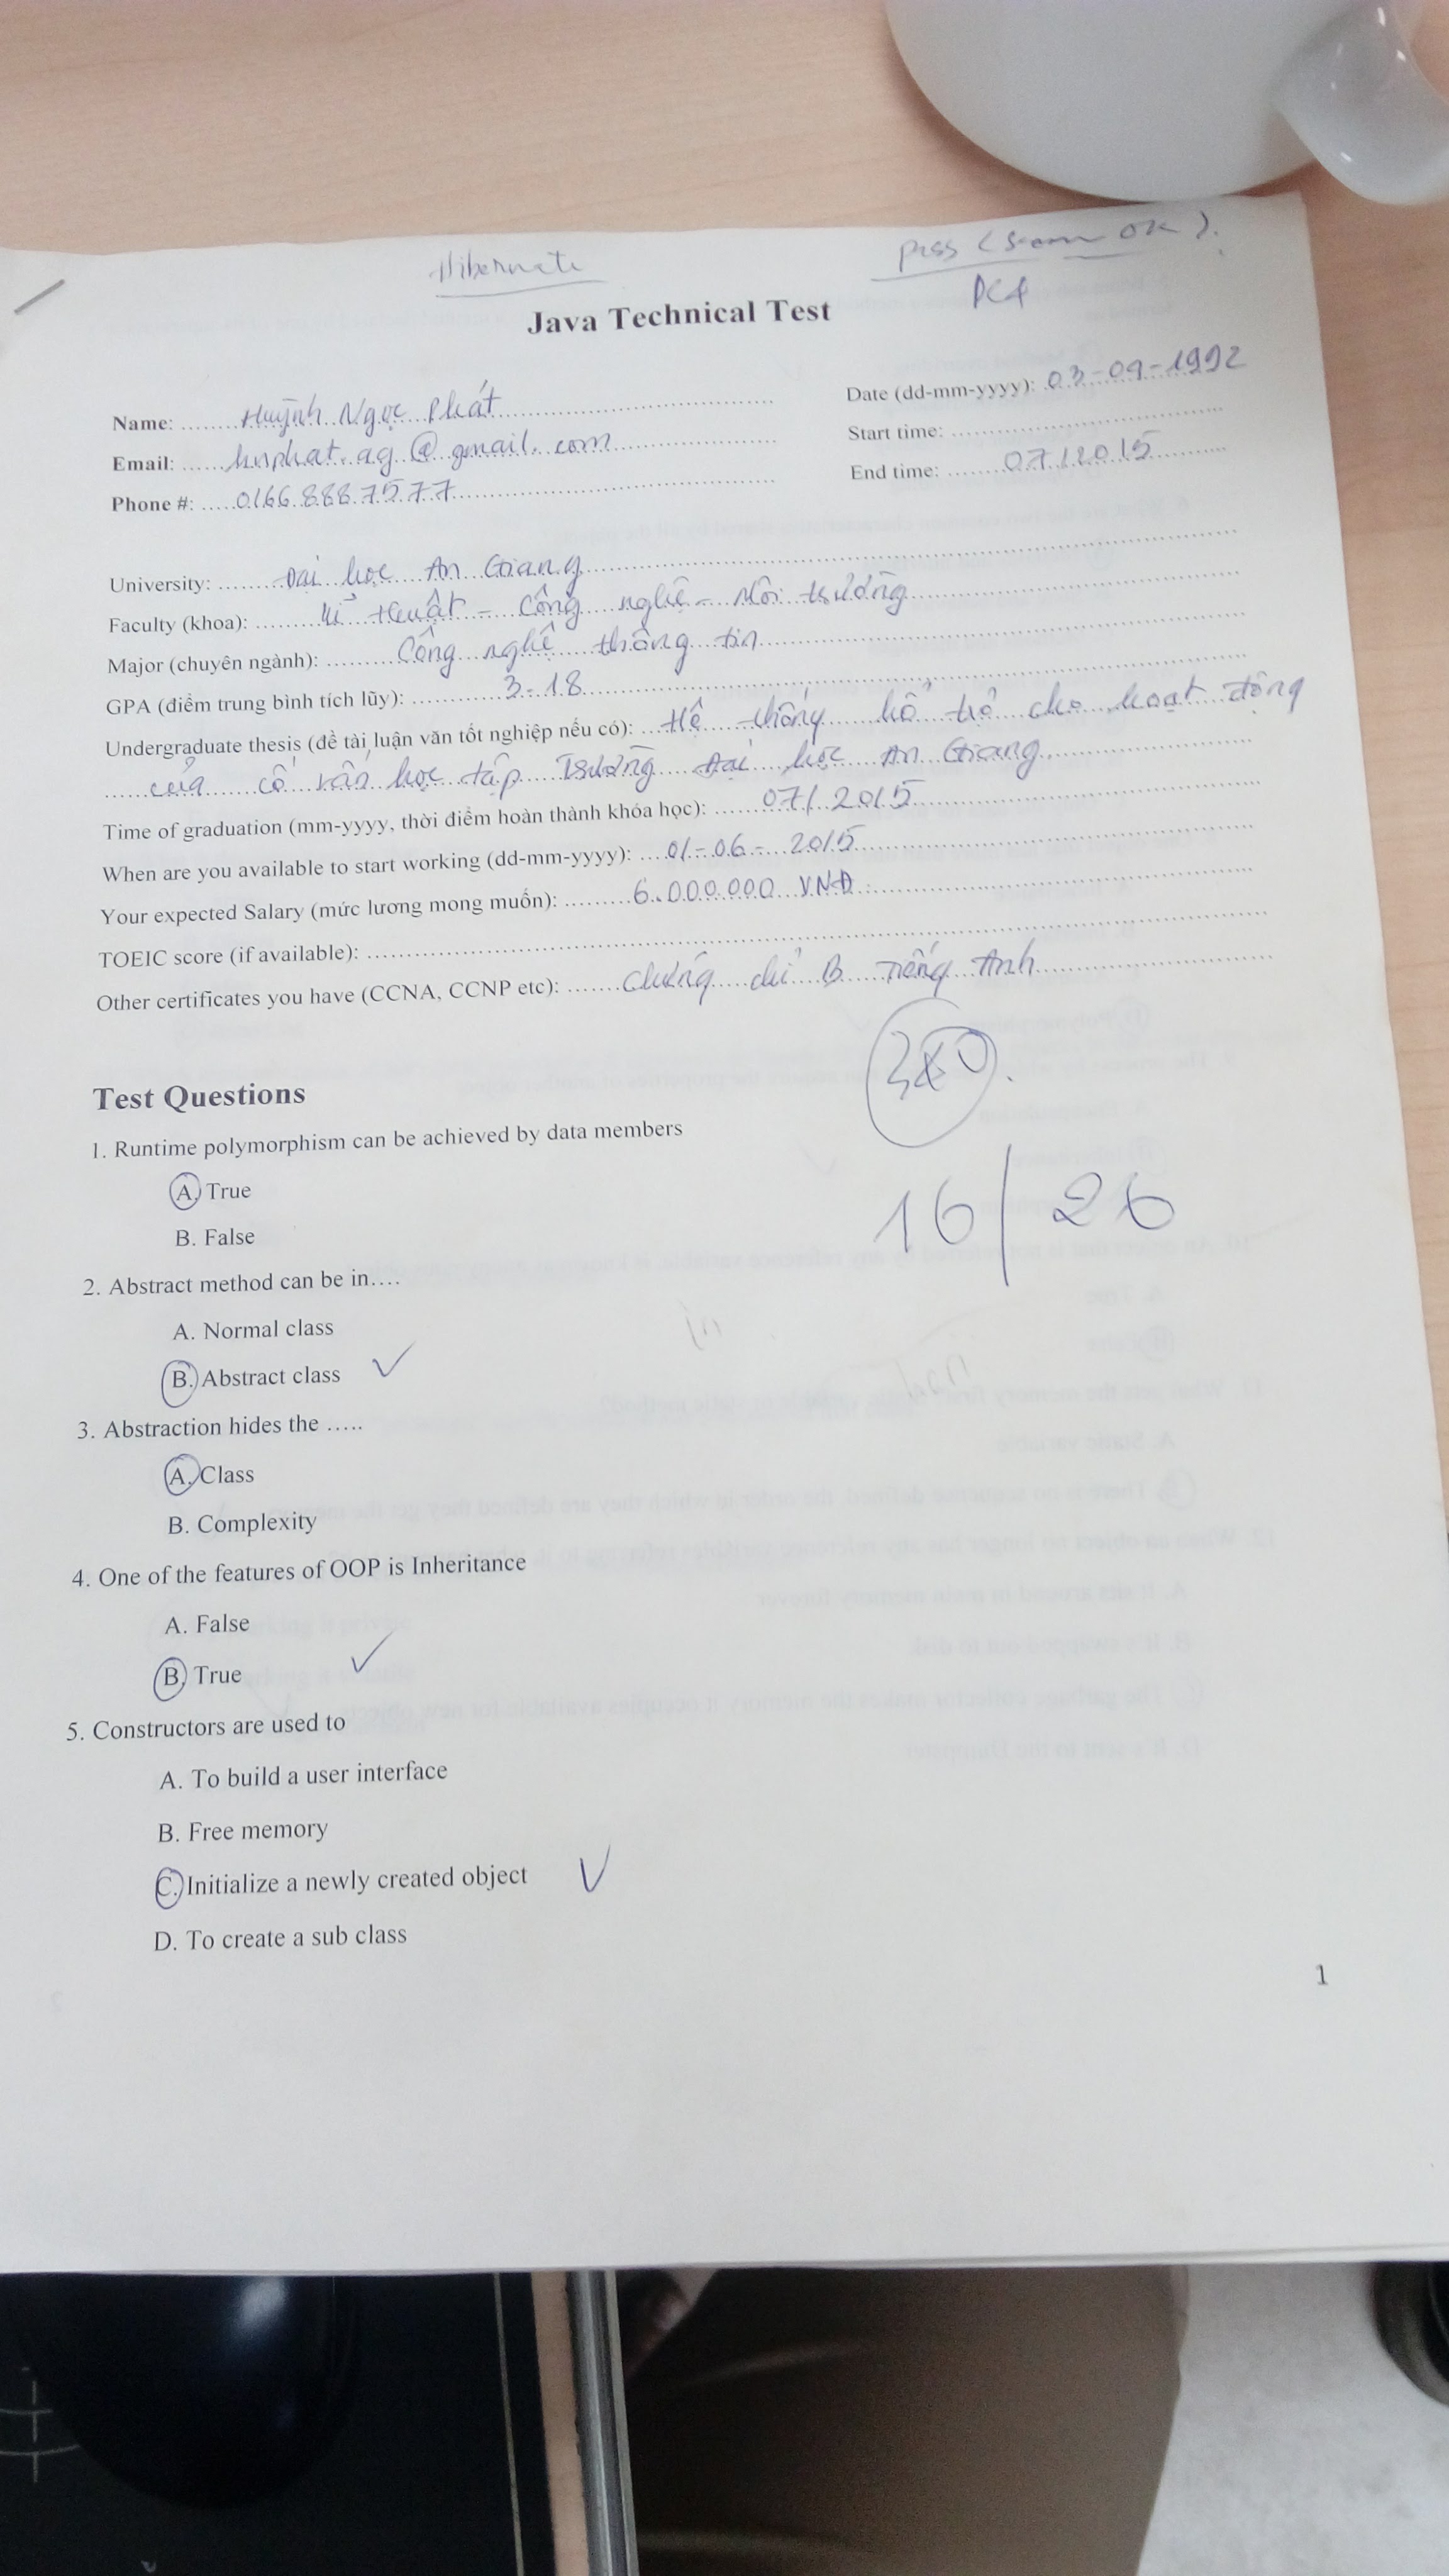 Hibernate
Pass ( OK ).
Java Technical Test
Name: Huỳnh Ngọc Phát
Date (dd-mm-yyyy): 03-09-1992
Email: hnphat.ag@gmail.com
Start time:
Phone #: 0166.888.7577
End time: 07/2015
University: Đại học An Giang
Faculty (khoa): Kĩ thuật - Công nghệ - Môi trường
Major (chuyên ngành): Công nghệ thông tin
GPA (điểm trung bình tích lũy): 3.18
Undergraduate thesis (đề tài luận văn tốt nghiệp nếu có): Hệ thống hổ trợ cho hoạt động
của cố vấn học tập Trường Đại học An Giang
Time of graduation (mm-yyyy, thời điểm hoàn thành khóa học): 07/2015
When are you available to start working (dd-mm-yyyy): 01-06-2015
Your expected Salary (mức lương mong muốn): 6.000.000 VNĐ
TOEIC score (if available):
Other certificates you have (CCNA, CCNP etc): Chứng chỉ B Tiếng Anh
Test Questions
16/26
1. Runtime polymorphism can be achieved by data members
A. True
B. False
2. Abstract method can be in….
A. Normal class
B. Abstract class
3. Abstraction hides the …..
A. Class
B. Complexity
4. One of the features of OOP is Inheritance
A. False
B. True
5. Constructors are used to
A. To build a user interface
B. Free memory
C. Initialize a newly created object
D. To create a sub class
1